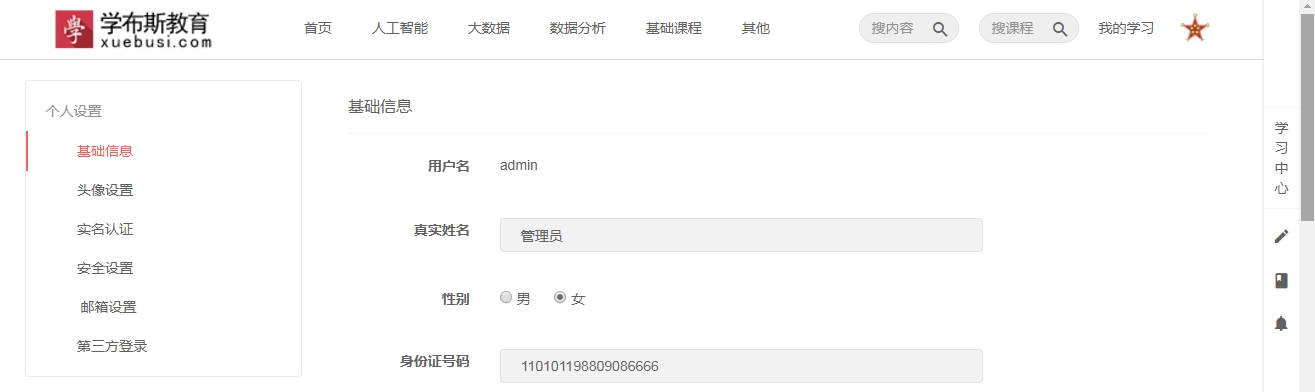 學 学布斯教育
xuebusi.com
首页 人工智能 大数据 数据分析 基础课程 其他 搜内容 搜课程 我的学习
个人设置
基础信息
头像设置
实名认证
安全设置
邮箱设置
第三方登录
基础信息
用户名 admin
真实姓名 管理员
性别 男 女
身份证号码 110101198809086666
学
习
中
心